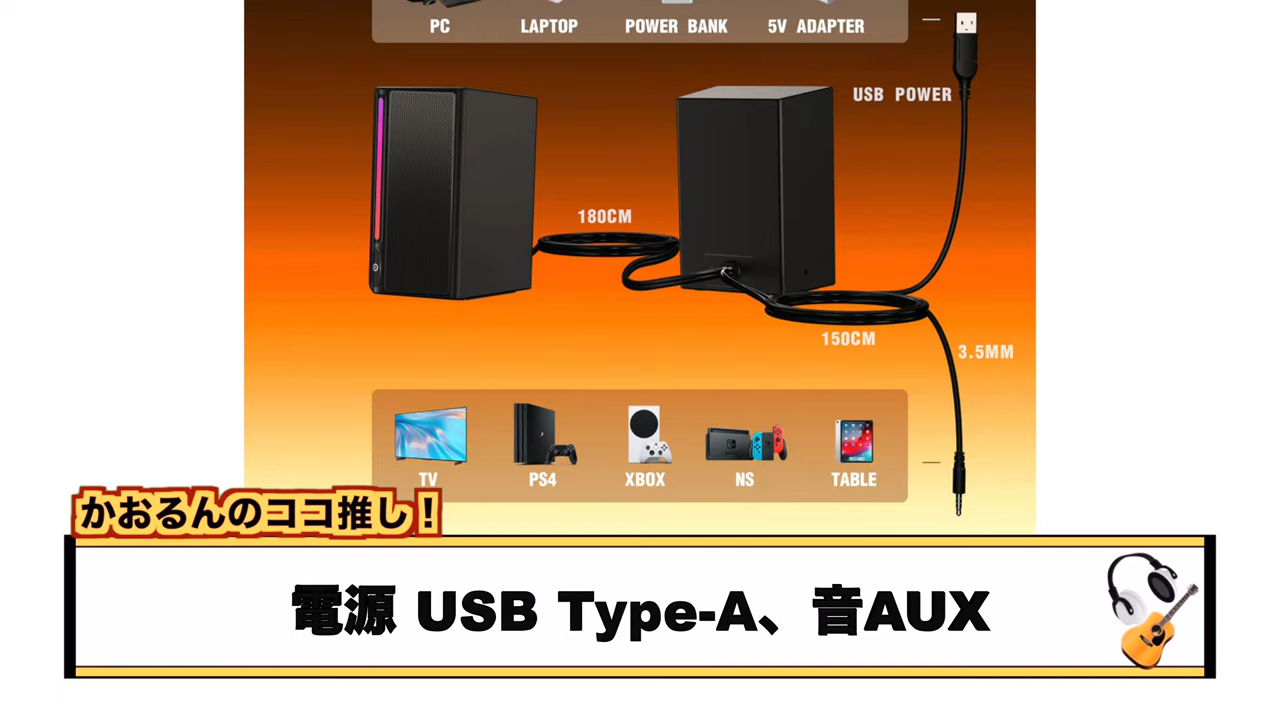 PC LAPTOP POWER BANK 5V ADAPTER
USB POWER
180CM
150CM
3.5MM
TV PS4 XBOX NS TABLE
かおるんのココ推し！
電源 USB Type-A、音AUX